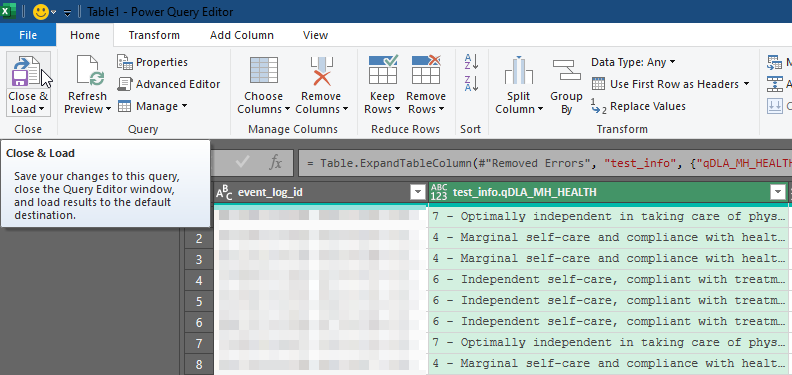 Table1 - Power Query Editor
File Home Transform Add Column View
Close & Load
Refresh Preview
Properties
Advanced Editor
Manage
Choose Columns
Remove Columns
Keep Rows
Remove Rows
Split Column
Group By
Data Type: Any
Use First Row as Headers
Replace Values
Close Query Manage Columns Reduce Rows Sort Transform
Close & Load
Save your changes to this query,
close the Query Editor window,
and load results to the default
destination.
fx = Table.ExpandTableColumn(#"Removed Errors", "test_info", {"qDLA_MH_HEALTH
ABC event_log_id ABC 123 test_info.qDLA_MH_HEALTH
7 - Optimally independent in taking care of phys…
2 4 - Marginal self-care and compliance with healt…
3 4 - Marginal self-care and compliance with healt…
4 6 - Independent self-care, compliant with treatm…
5 6 - Independent self-care, compliant with treatm…
6 6 - Independent self-care, compliant with treatm…
7 7 - Optimally independent in taking care of phys…
8 4 - Marginal self-care and compliance with healt…